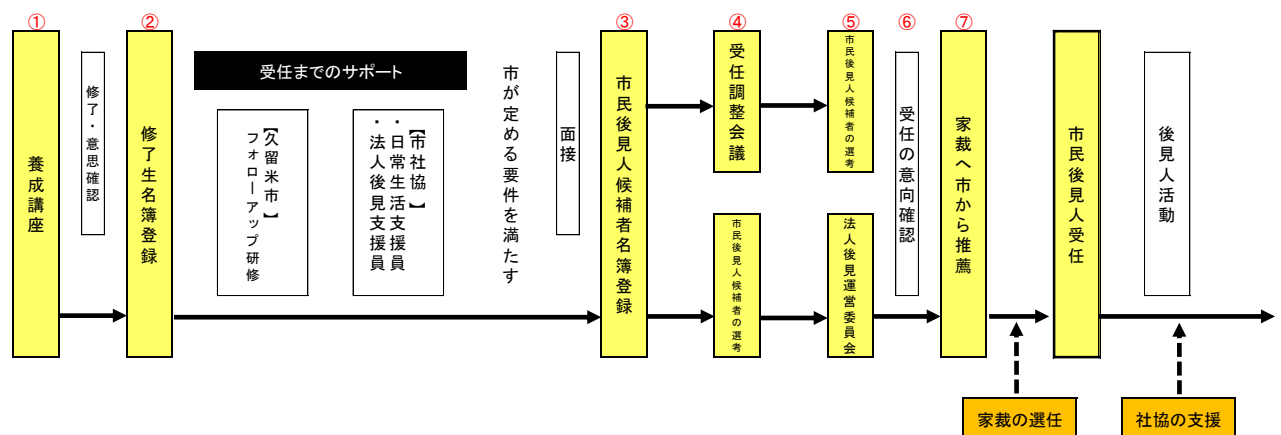 ①
養成講座
修了・意思確認
②
修了生名簿登録
受任までのサポート
【久留米市】
フォローアップ研修
【市社協】
・日常生活支援員
・法人後見支援員
市が定める要件を満たす
面接
③
市民後見人候補者名簿登録
④
受任調整会議
市民後見人候補者の選考
⑤
市民後見人候補者の選考
法人後見運営委員会
⑥
受任の意向確認
⑦
家裁へ市から推薦
市民後見人受任
後見人活動
家裁の選任
社協の支援